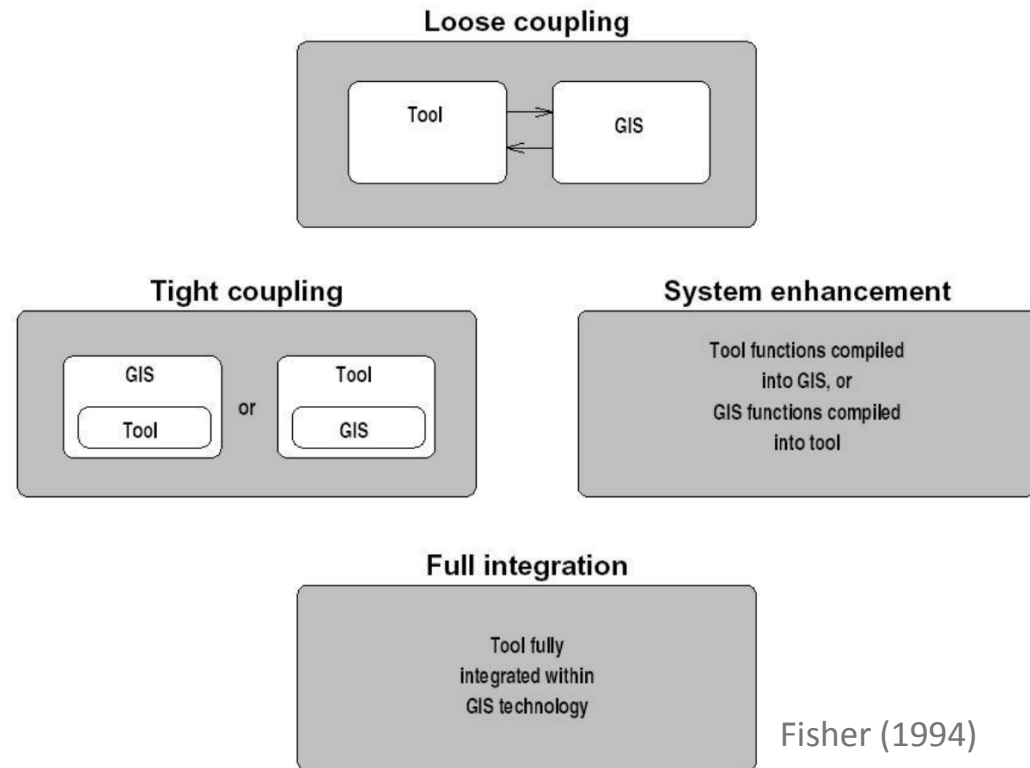 Loose coupling
Tool
GIS
Tight coupling
GIS
Tool
or
Tool
GIS
System enhancement
Tool functions compiled
into GIS, or
GIS functions compiled
into tool
Full integration
Tool fully
integrated within
GIS technology
Fisher (1994)